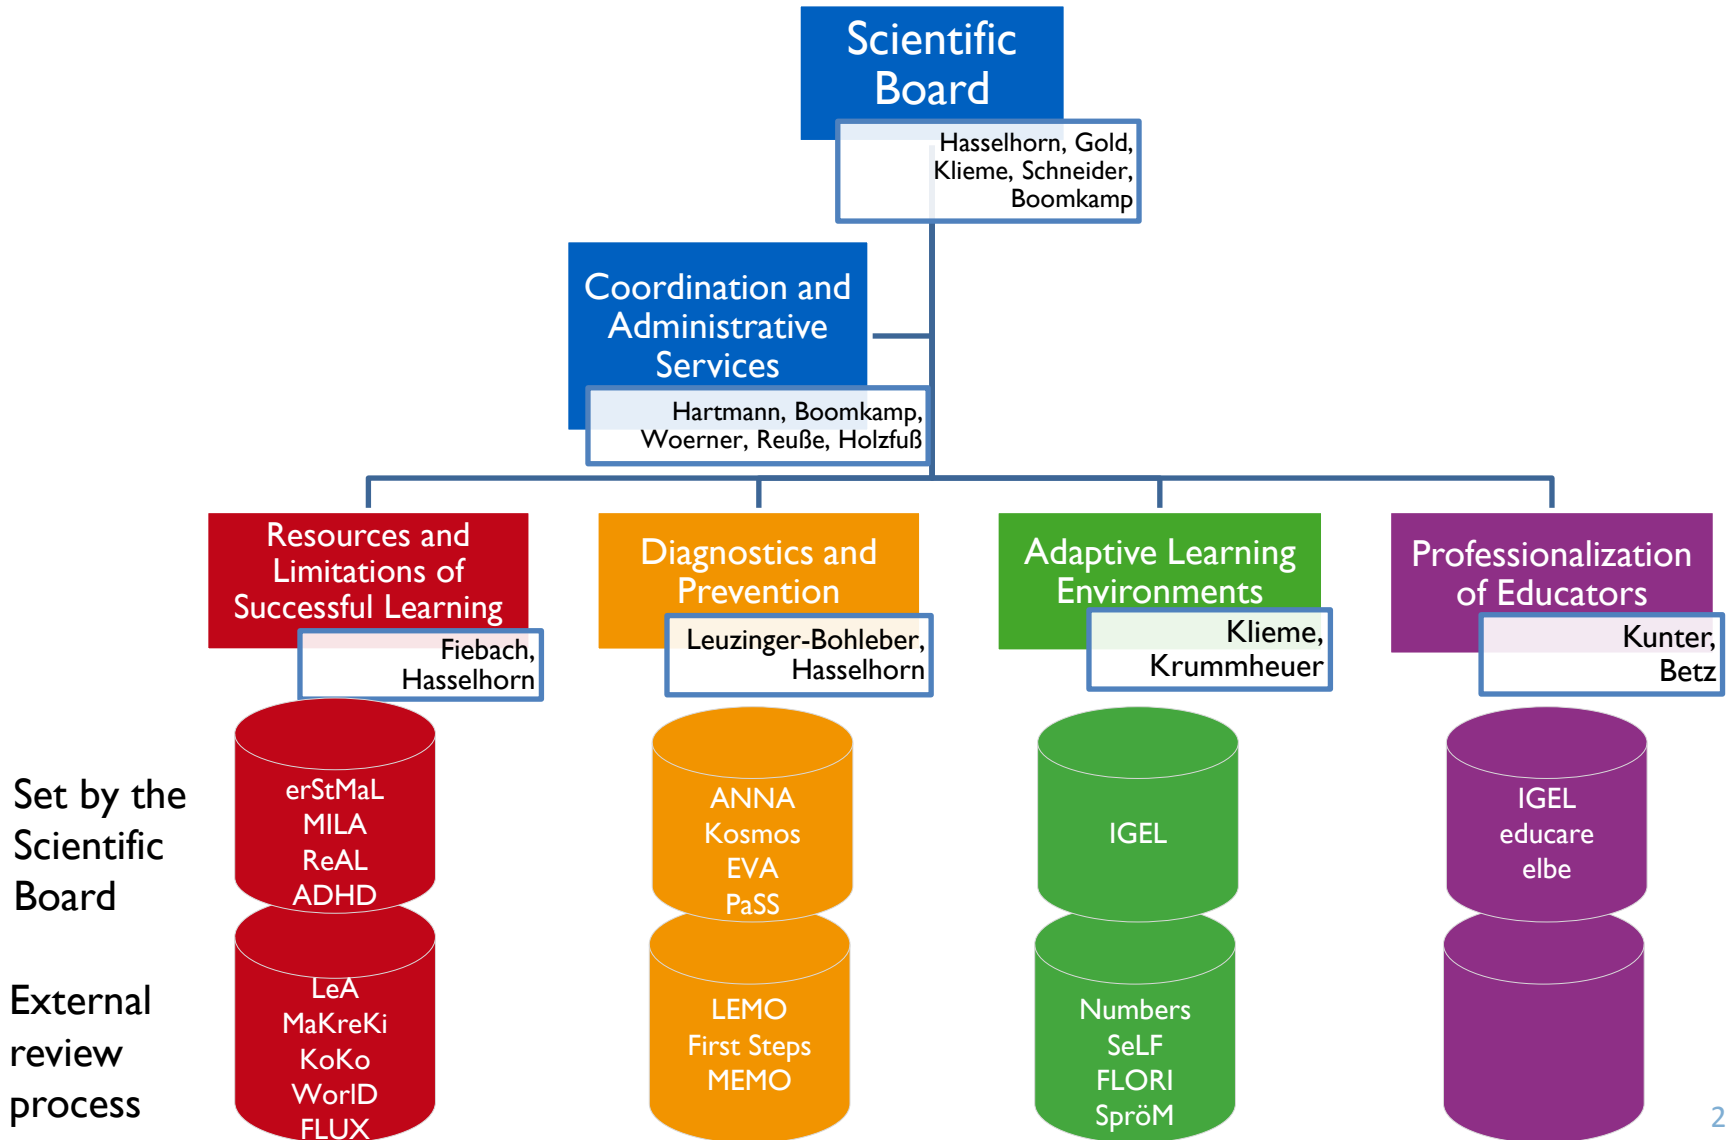 Scientific
Board
Hasselhorn, Gold,
Klieme, Schneider,
Boomkamp
Coordination and
Administrative
Services
Hartmann, Boomkamp,
Woerner, Reuße, Holzfuß
Resources and
Limitations of
Successful Learning
Fiebach,
Hasselhorn
Diagnostics and
Prevention
Leuzinger-Bohleber,
Hasselhorn
Adaptive Learning
Environments
Klieme,
Krummheuer
Professionalization
of Educators
Kunter,
Betz
Set by the
Scientific
Board
erStMaL
MILA
ReAL
ADHD
ANNA
Kosmos
EVA
PaSS
IGEL
IGEL
educare
elbe
External
review
process
LeA
MaKreKi
KoKo
WorlD
FLUX
LEMO
First Steps
MEMO
Numbers
SeLF
FLORI
SpröM
2